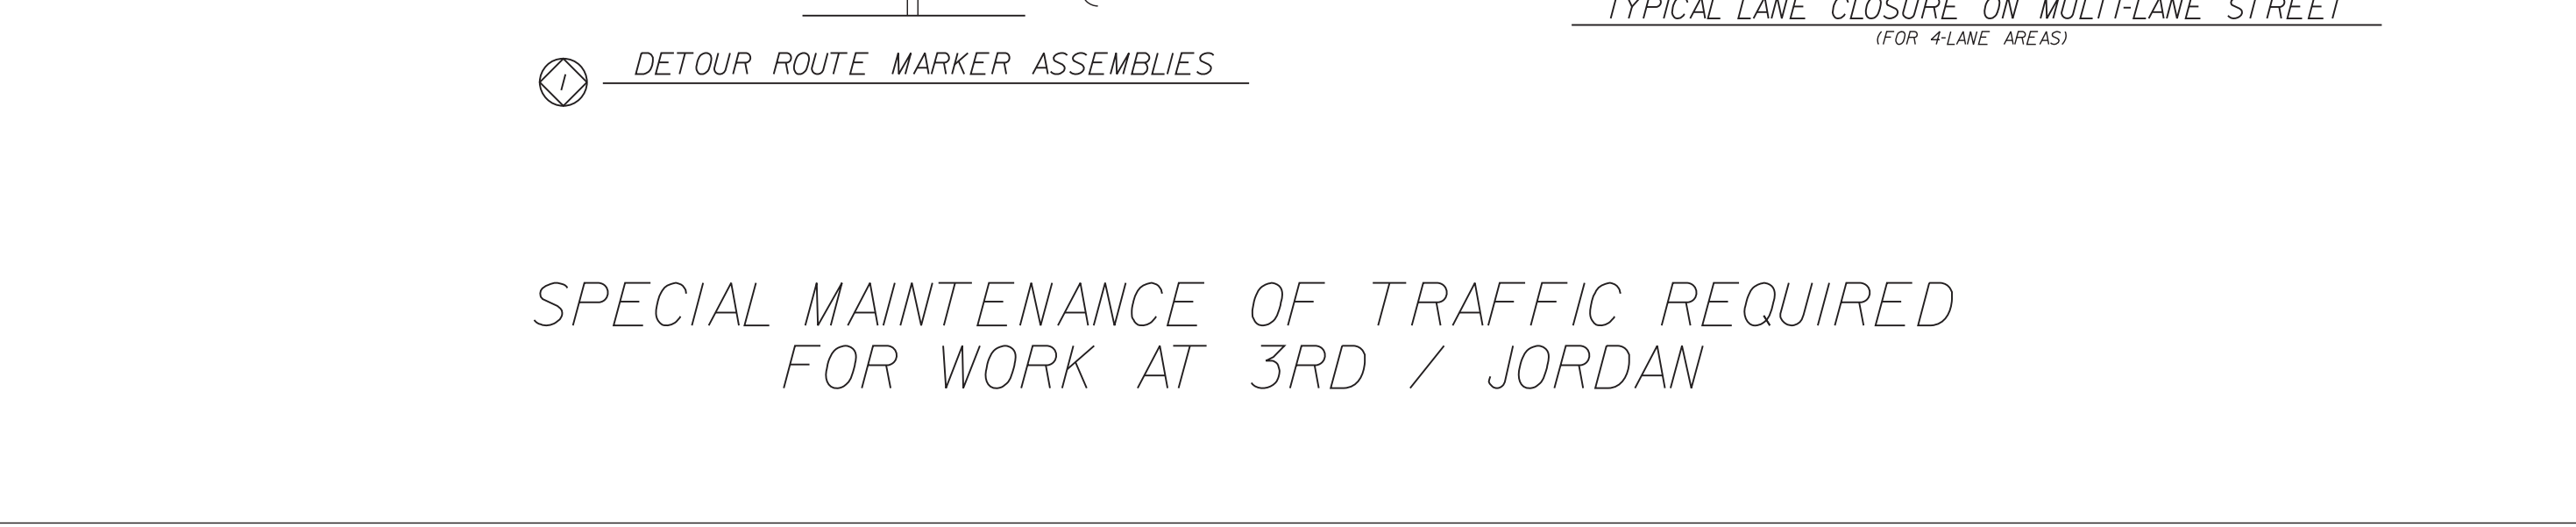 TYPICAL LANE CLOSURE ON MULTI-LANE STREET
(FOR 4-LANE AREAS)
1 DETOUR ROUTE MARKER ASSEMBLIES
SPECIAL MAINTENANCE OF TRAFFIC REQUIRED
FOR WORK AT 3RD / JORDAN